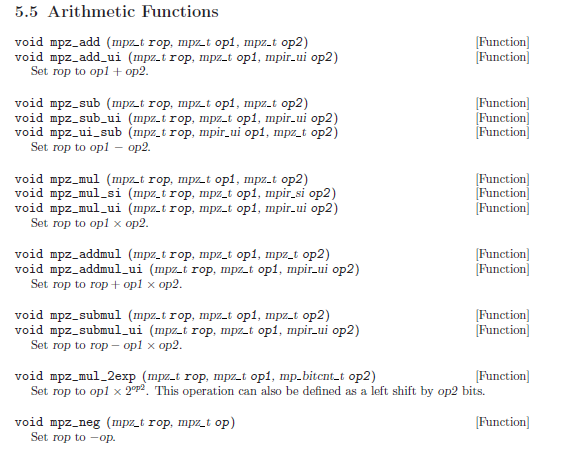 5.5 Arithmetic Functions
void mpz_add (mpz_t rop, mpz_t op1, mpz_t op2) [Function]
void mpz_add_ui (mpz_t rop, mpz_t op1, mpir_ui op2) [Function]
Set rop to op1 + op2.
void mpz_sub (mpz_t rop, mpz_t op1, mpz_t op2) [Function]
void mpz_sub_ui (mpz_t rop, mpz_t op1, mpir_ui op2) [Function]
void mpz_ui_sub (mpz_t rop, mpir_ui op1, mpz_t op2) [Function]
Set rop to op1 − op2.
void mpz_mul (mpz_t rop, mpz_t op1, mpz_t op2) [Function]
void mpz_mul_si (mpz_t rop, mpz_t op1, mpir_si op2) [Function]
void mpz_mul_ui (mpz_t rop, mpz_t op1, mpir_ui op2) [Function]
Set rop to op1 × op2.
void mpz_addmul (mpz_t rop, mpz_t op1, mpz_t op2) [Function]
void mpz_addmul_ui (mpz_t rop, mpz_t op1, mpir_ui op2) [Function]
Set rop to rop + op1 × op2.
void mpz_submul (mpz_t rop, mpz_t op1, mpz_t op2) [Function]
void mpz_submul_ui (mpz_t rop, mpz_t op1, mpir_ui op2) [Function]
Set rop to rop − op1 × op2.
void mpz_mul_2exp (mpz_t rop, mpz_t op1, mp_bitcnt_t op2) [Function]
Set rop to op1 × 2^op2. This operation can also be defined as a left shift by op2 bits.
void mpz_neg (mpz_t rop, mpz_t op) [Function]
Set rop to −op.